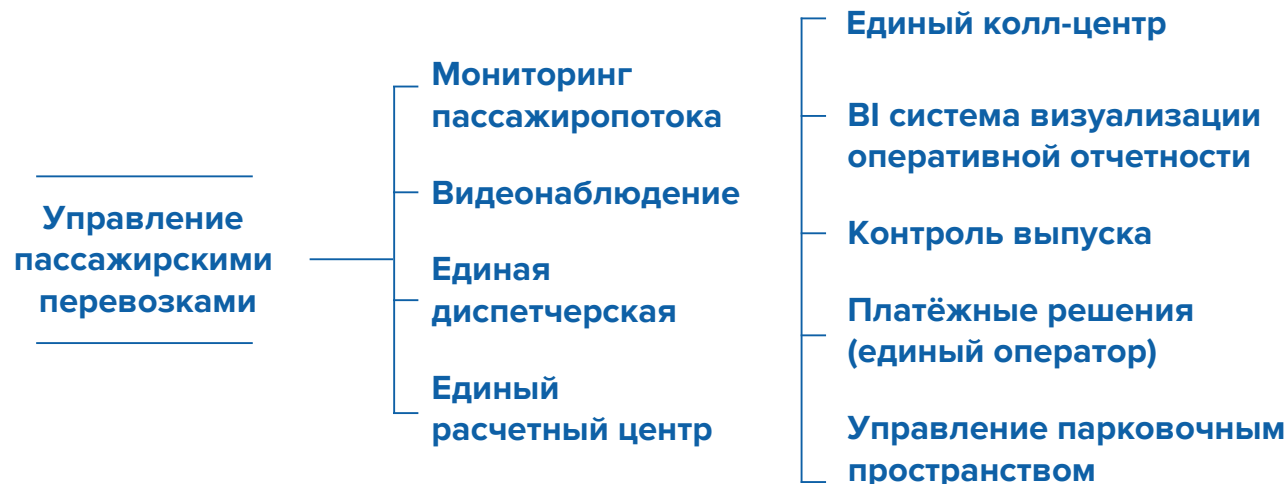 Управление
пассажирскими
перевозками
Мониторинг
пассажиропотока
Видеонаблюдение
Единая
диспетчерская
Единый
расчетный центр
Единый колл-центр
BI система визуализации
оперативной отчетности
Контроль выпуска
Платёжные решения
(единый оператор)
Управление парковочным
пространством